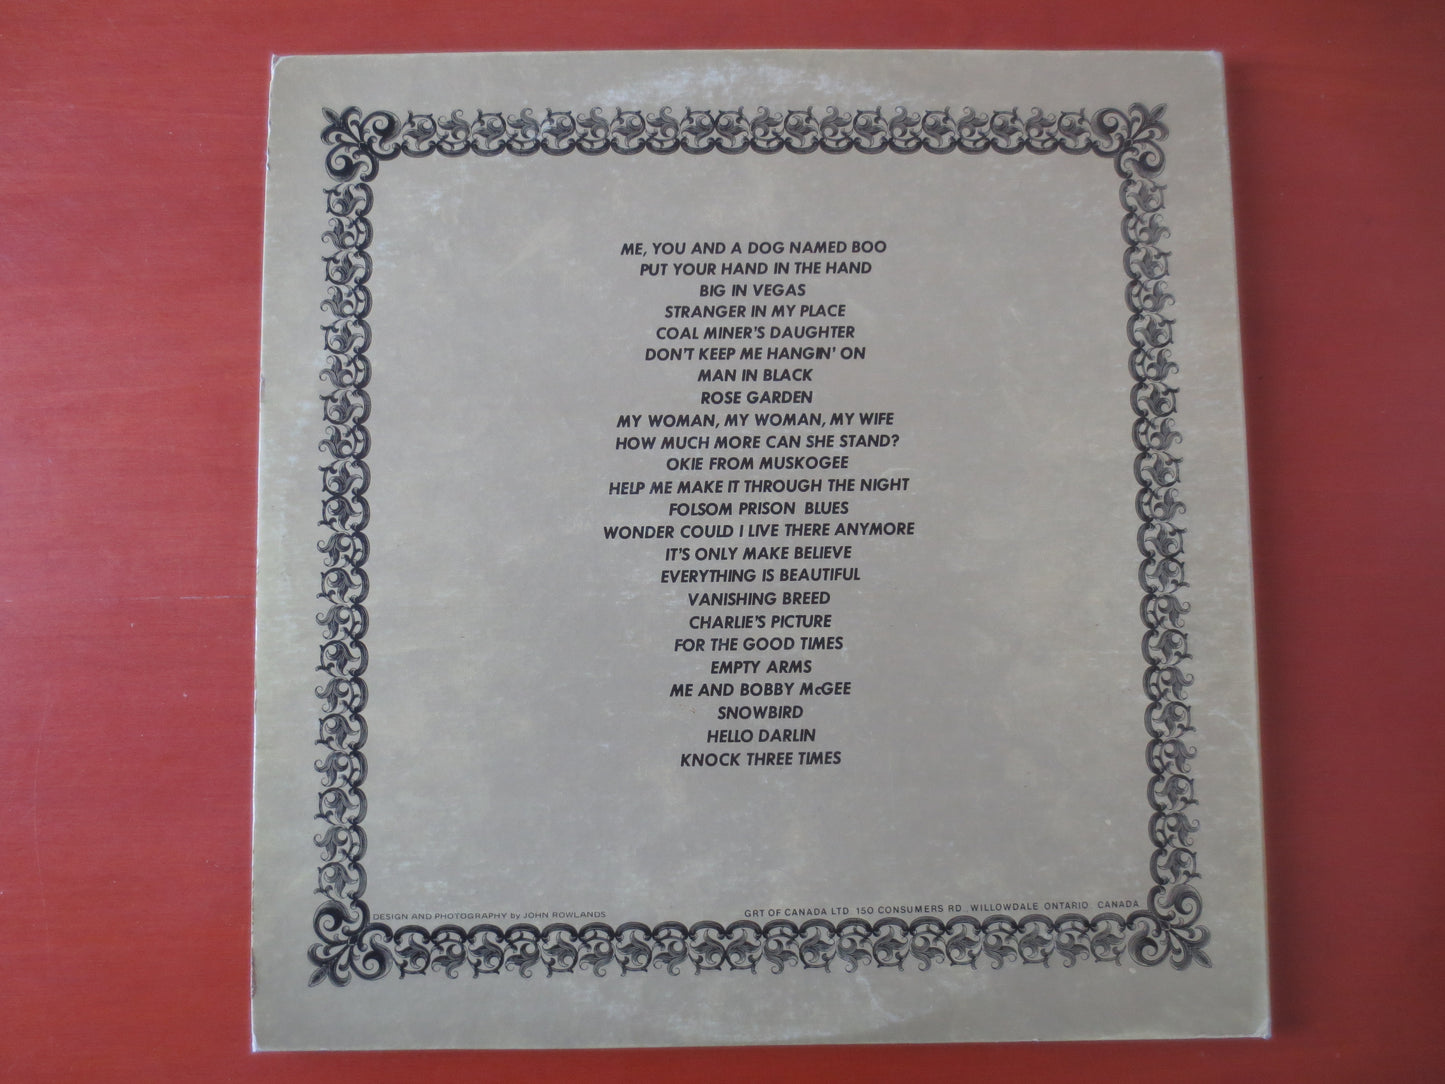 ME, YOU AND A DOG NAMED BOO
PUT YOUR HAND IN THE HAND
BIG IN VEGAS
STRANGER IN MY PLACE
COAL MINER'S DAUGHTER
DON'T KEEP ME HANGIN' ON
MAN IN BLACK
ROSE GARDEN
MY WOMAN, MY WOMAN, MY WIFE
HOW MUCH MORE CAN SHE STAND?
OKIE FROM MUSKOGEE
HELP ME MAKE IT THROUGH THE NIGHT
FOLSOM PRISON BLUES
WONDER COULD I LIVE THERE ANYMORE
IT'S ONLY MAKE BELIEVE
EVERYTHING IS BEAUTIFUL
VANISHING BREED
CHARLIE'S PICTURE
FOR THE GOOD TIMES
EMPTY ARMS
ME AND BOBBY McGEE
SNOWBIRD
HELLO DARLIN
KNOCK THREE TIMES
DESIGN AND PHOTOGRAPHY by JOHN ROWLANDS
GRT OF CANADA LTD. 150 CONSUMERS RD., WILLOWDALE, ONTARIO, CANADA